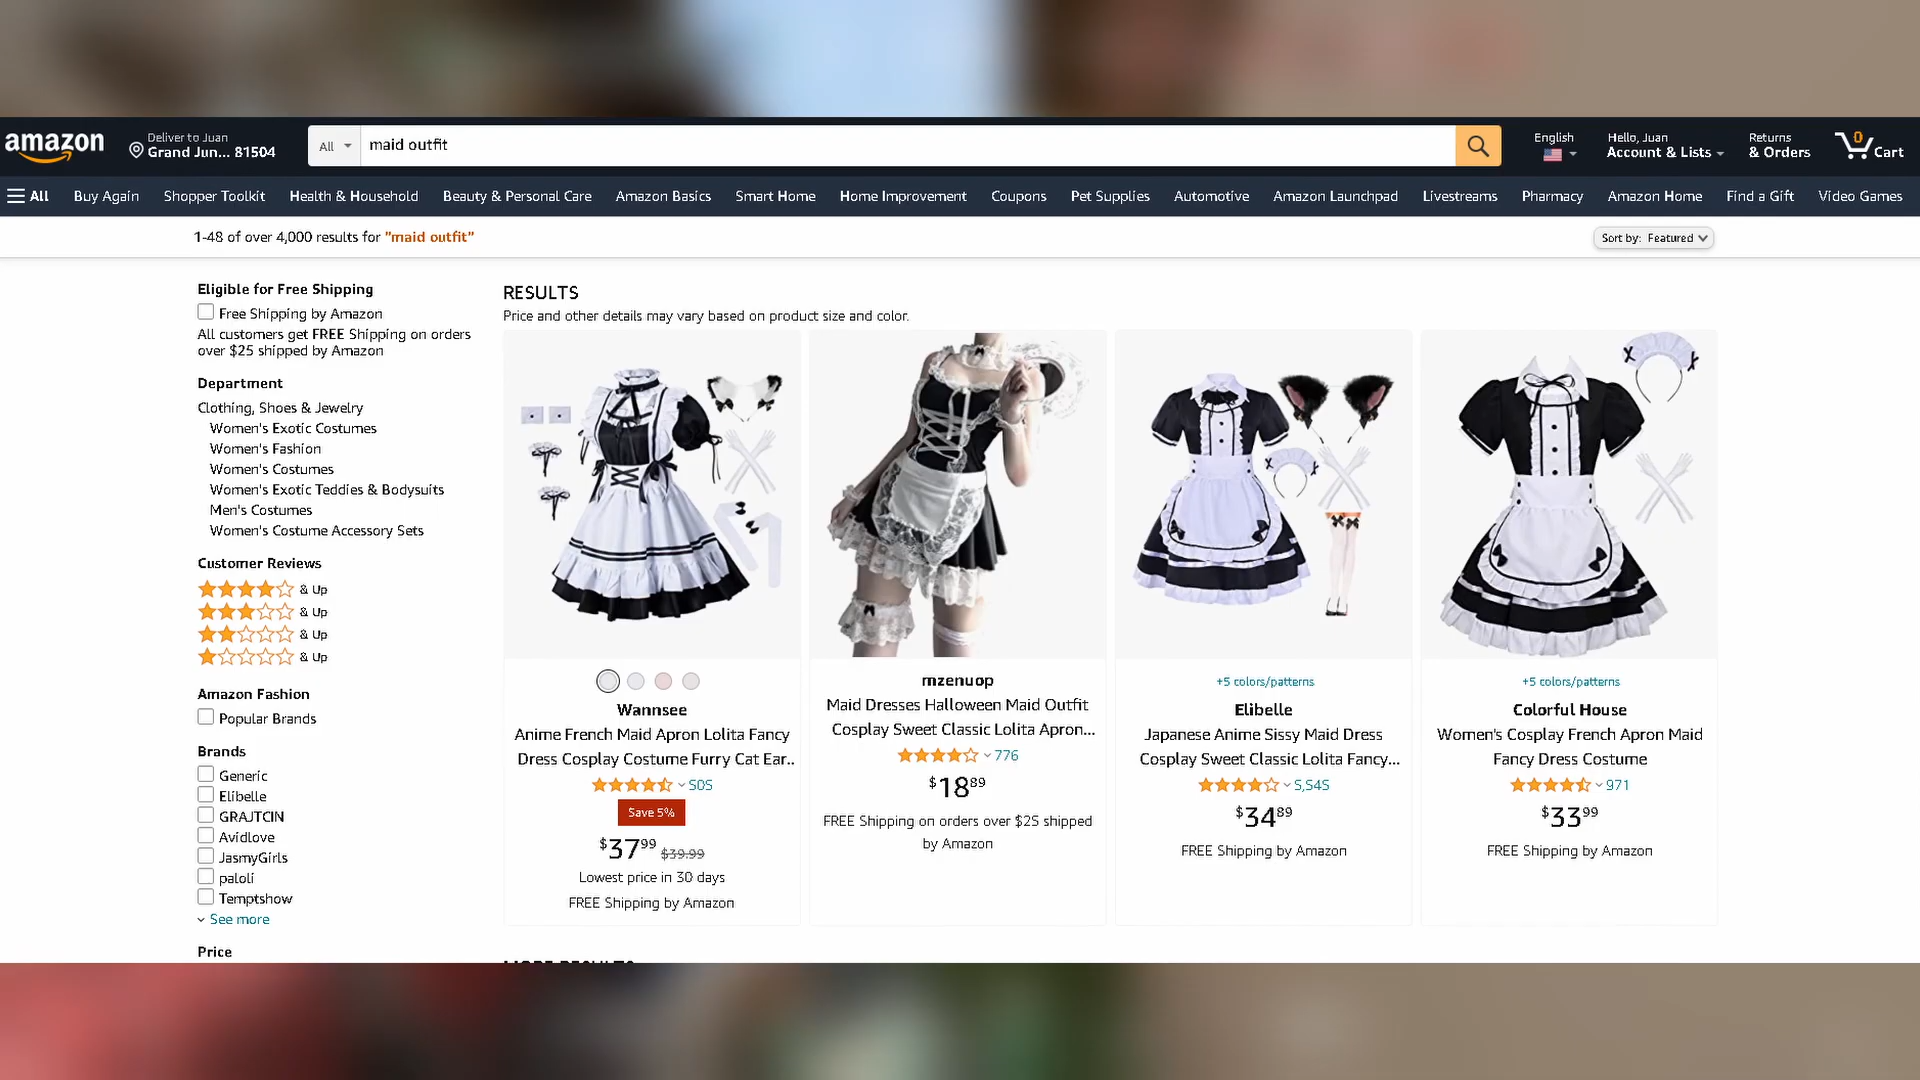 amazon
Deliver to Juan
Grand Jun... 81504
All
maid outfit
English
Hello, Juan
Account & Lists
Returns
& Orders
0
Cart
All
Buy Again
Shopper Toolkit
Health & Household
Beauty & Personal Care
Amazon Basics
Smart Home
Home Improvement
Coupons
Pet Supplies
Automotive
Amazon Launchpad
Livestreams
Pharmacy
Amazon Home
Find a Gift
Video Games
1-48 of over 4,000 results for "maid outfit"
Sort by: Featured
Eligible for Free Shipping
Free Shipping by Amazon
All customers get FREE Shipping on orders
over $25 shipped by Amazon
Department
Clothing, Shoes & Jewelry
Women's Exotic Costumes
Women's Fashion
Women's Costumes
Women's Exotic Teddies & Bodysuits
Men's Costumes
Women's Costume Accessory Sets
Customer Reviews
& Up
& Up
& Up
& Up
Amazon Fashion
Popular Brands
Brands
Generic
Elibelle
GRAJTCIN
Avidlove
JasmyGirls
paloli
Temptshow
See more
Price
RESULTS
Price and other details may vary based on product size and color.
Wannsee
Anime French Maid Apron Lolita Fancy
Dress Cosplay Costume Furry Cat Ear..
505
Save 5%
$37.99 $39.99
Lowest price in 30 days
FREE Shipping by Amazon
mzenuop
Maid Dresses Halloween Maid Outfit
Cosplay Sweet Classic Lolita Apron...
776
$18.89
FREE Shipping on orders over $25 shipped
by Amazon
+5 colors/patterns
Elibelle
Japanese Anime Sissy Maid Dress
Cosplay Sweet Classic Lolita Fancy...
5,545
$34.89
FREE Shipping by Amazon
+5 colors/patterns
Colorful House
Women's Cosplay French Apron Maid
Fancy Dress Costume
971
$33.99
FREE Shipping by Amazon
MORE RESULTS